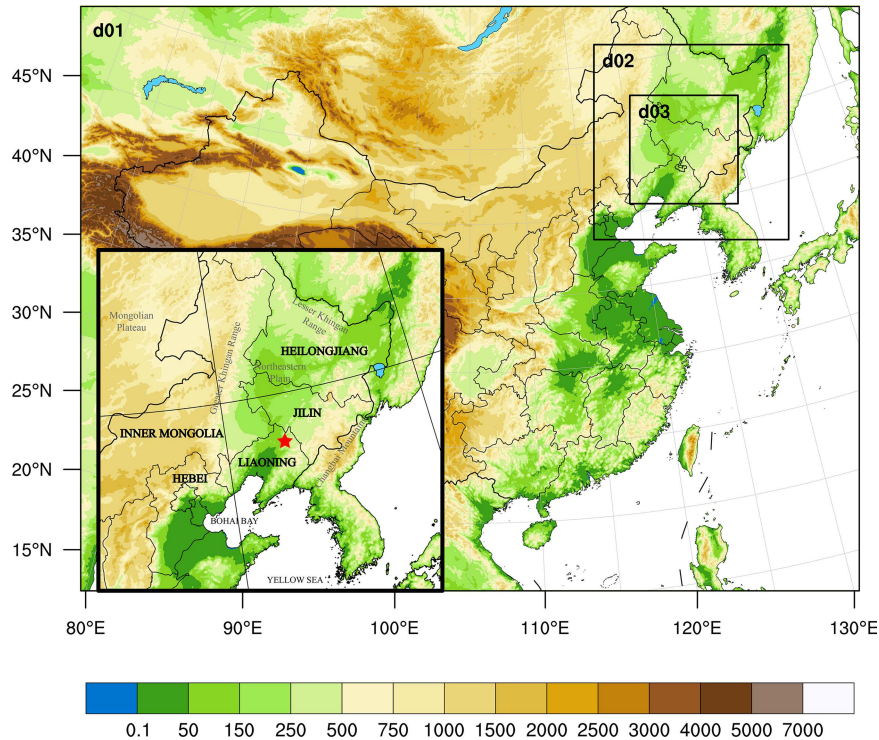 d01
d02
d03
45°N
40°N
35°N
30°N
25°N
20°N
15°N
Mongolian
Plateau
Greater Khingan Range
Lesser Khingan
Range
HEILONGJIANG
Northeastern
Plain
JILIN
INNER MONGOLIA
LIAONING
Changbai Mountains
HEBEI
BOHAI BAY
YELLOW SEA
80°E 90°E 100°E 110°E 120°E 130°E
0.1 50 150 250 500 750 1000 1500 2000 2500 3000 4000 5000 7000